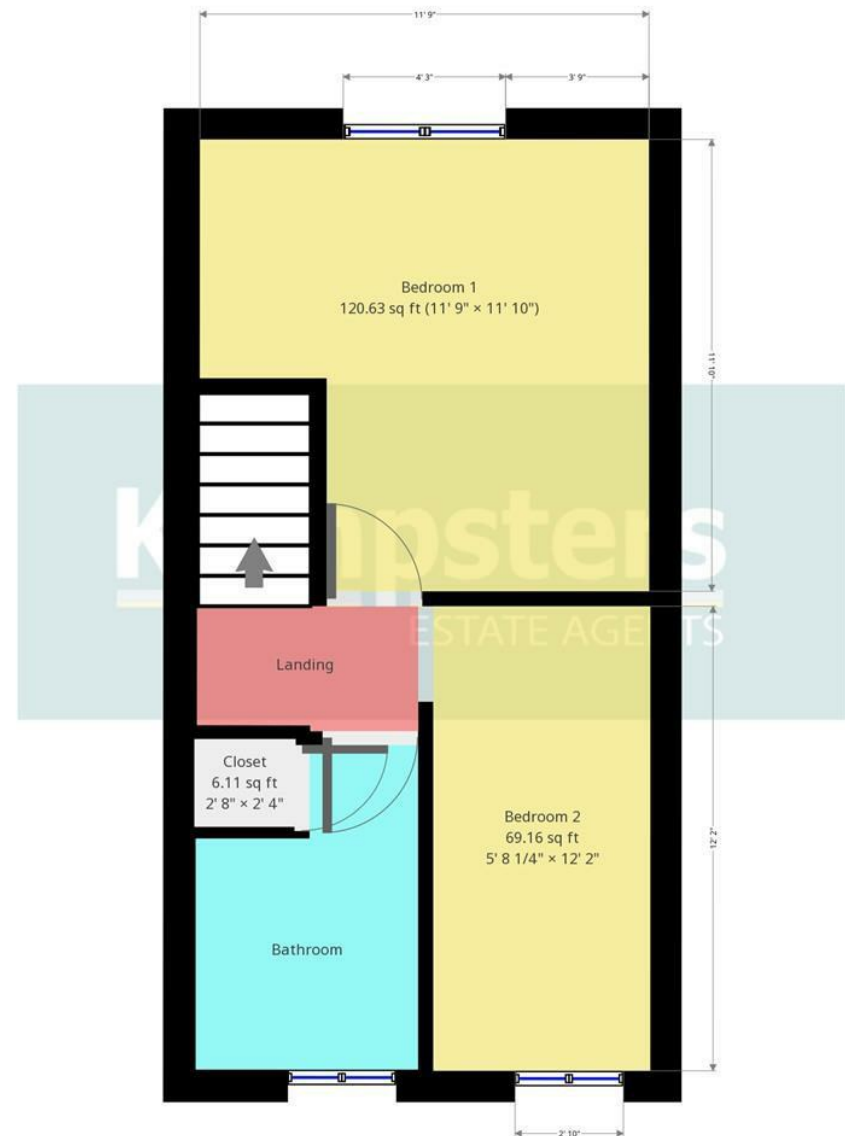 11' 9"
4' 3"
3' 9"
Bedroom 1
120.63 sq ft (11' 9" × 11' 10")
11' 10"
Kempsters
ESTATE AGENTS
Landing
Closet
6.11 sq ft
2' 8" × 2' 4"
Bedroom 2
69.16 sq ft
5' 8 1/4" × 12' 2"
12' 2"
Bathroom
2' 10"